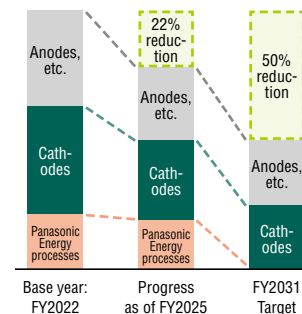 Anodes,
etc.
Cath-
odes
Panasonic
Energy
processes
Base year:
FY2022
22%
reduc-
tion
Anodes,
etc.
Cath-
odes
Panasonic
Energy
processes
Progress
as of FY2025
50%
reduc-
tion
Anodes,
etc.
Cath-
odes
FY2031
Target